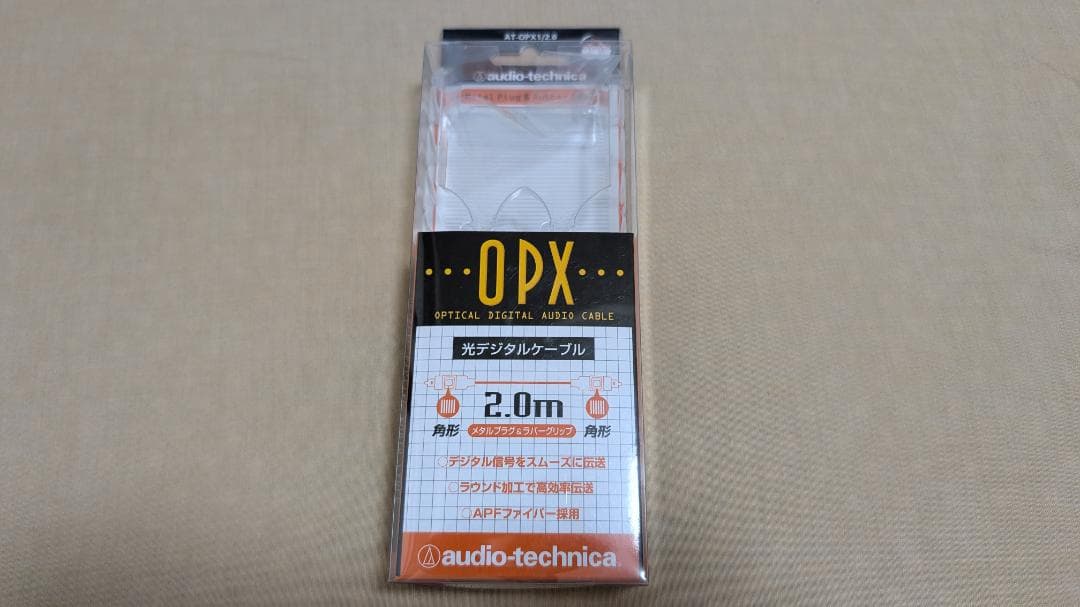 AT-OPX1/2.0
audio-technica
OPX
OPTICAL DIGITAL AUDIO CABLE
光デジタルケーブル
2.0m
角形 メタルプラグ&ラバーグリップ 角形
○デジタル信号をスムーズに伝送
○ラウンド加工で高効率伝送
○APFファイバー採用
audio-technica